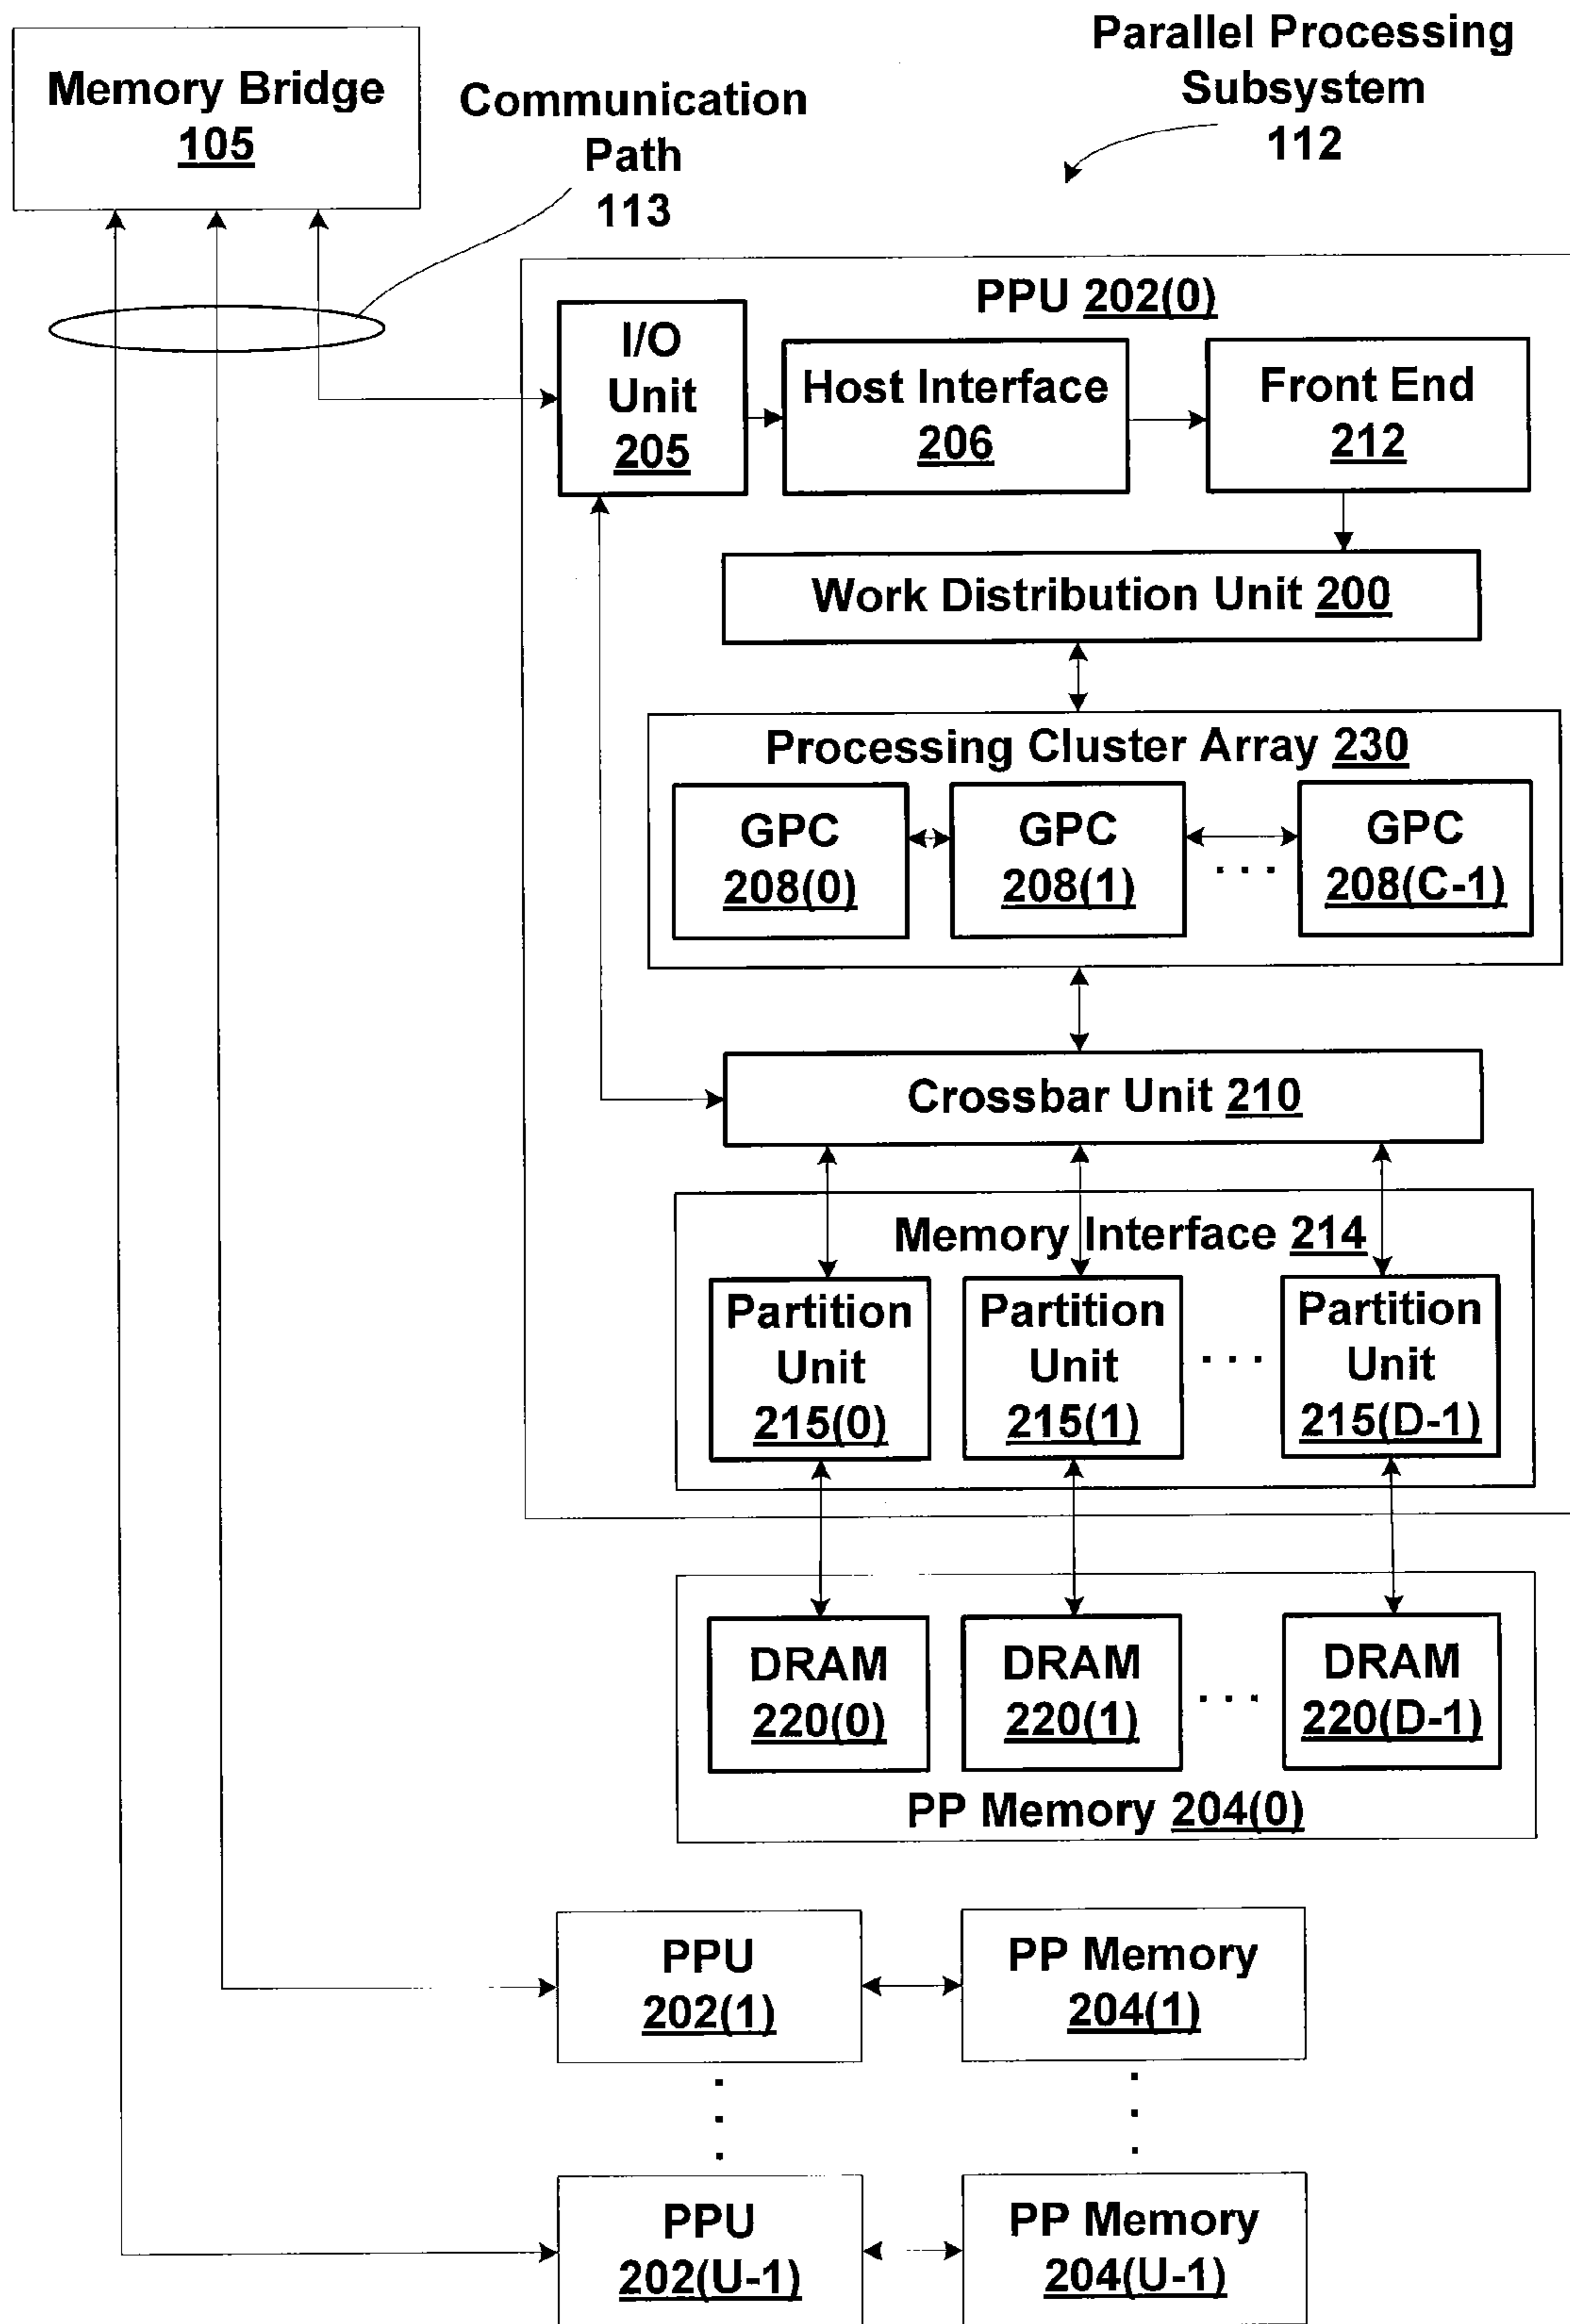 Parallel Processing
Subsystem
112
Memory Bridge
105
Communication
Path
113
PPU 202(0)
I/O
Unit
205
Host Interface
206
Front End
212
Work Distribution Unit 200
Processing Cluster Array 230
GPC
208(0)
GPC
208(1)
. . .
GPC
208(C-1)
Crossbar Unit 210
Memory Interface 214
Partition
Unit
215(0)
Partition
Unit
215(1)
. . .
Partition
Unit
215(D-1)
DRAM
220(0)
DRAM
220(1)
. . .
DRAM
220(D-1)
PP Memory 204(0)
PPU
202(1)
PP Memory
204(1)
PPU
202(U-1)
PP Memory
204(U-1)